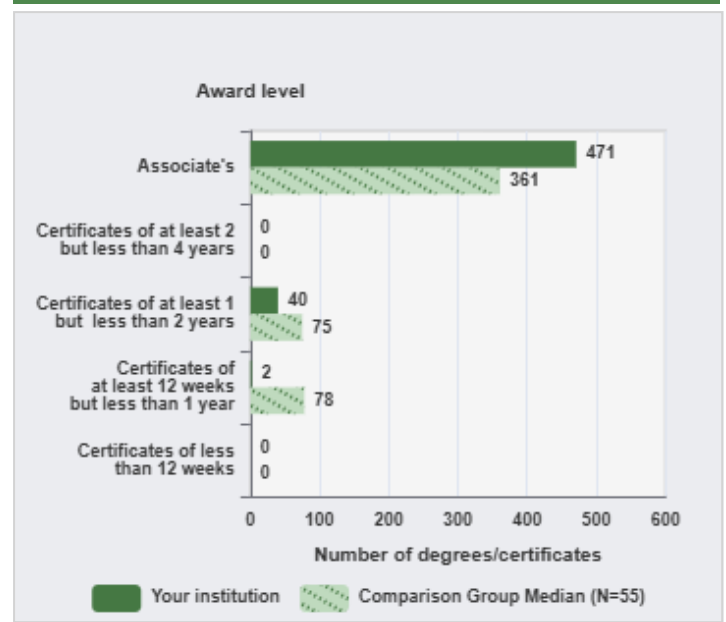 Award level
Associate's
471
361
Certificates of at least 2
but less than 4 years
0
0
Certificates of at least 1
but less than 2 years
40
75
Certificates of
at least 12 weeks
but less than 1 year
2
78
Certificates of less
than 12 weeks
0
0
0 100 200 300 400 500 600
Number of degrees/certificates
Your institution Comparison Group Median (N=55)